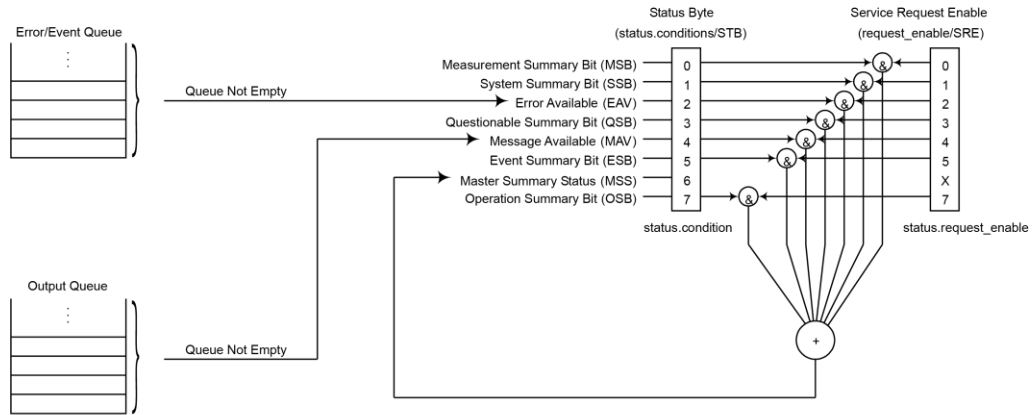 Status Byte
Service Request Enable
Error/Event Queue
(status.conditions/STB)
(request_enable/SRE)
Measurement Summary Bit (MSB)
0
&
0
System Summary Bit (SSB)
1
&
1
Queue Not Empty
Error Available (EAV)
2
&
2
Questionable Summary Bit (QSB)
3
&
3
Message Available (MAV)
4
&
4
Event Summary Bit (ESB)
5
&
5
Master Summary Status (MSS)
6
X
Operation Summary Bit (OSB)
7
&
7
status.condition
status.request_enable
Output Queue
Queue Not Empty
+